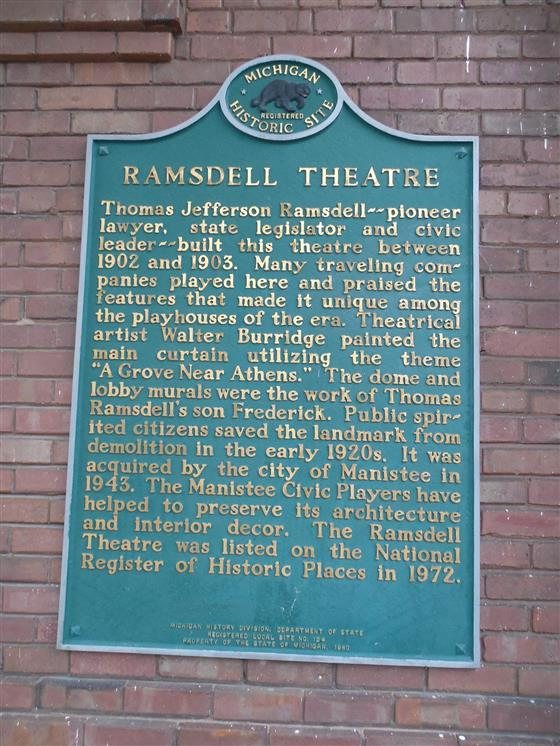 MICHIGAN
REGISTERED
HISTORIC SITE
RAMSDELL THEATRE
Thomas Jefferson Ramsdell--pioneer
lawyer, state legislator and civic
leader--built this theatre between
1902 and 1903. Many traveling com-
panies played here and praised the
features that made it unique among
the playhouses of the era. Theatrical
artist Walter Burridge painted the
main curtain utilizing the theme
"A Grove Near Athens." The dome and
lobby murals were the work of Thomas
Ramsdell's son Frederick. Public spir-
ited citizens saved the landmark from
demolition in the early 1920s. It was
acquired by the city of Manistee in
1943. The Manistee Civic Players have
helped to preserve its architecture
and interior decor. The Ramsdell
Theatre was listed on the National
Register of Historic Places in 1972.
MICHIGAN HISTORY DIVISION, DEPARTMENT OF STATE
REGISTERED LOCAL SITE NO. 124
PROPERTY OF THE STATE OF MICHIGAN, 1980